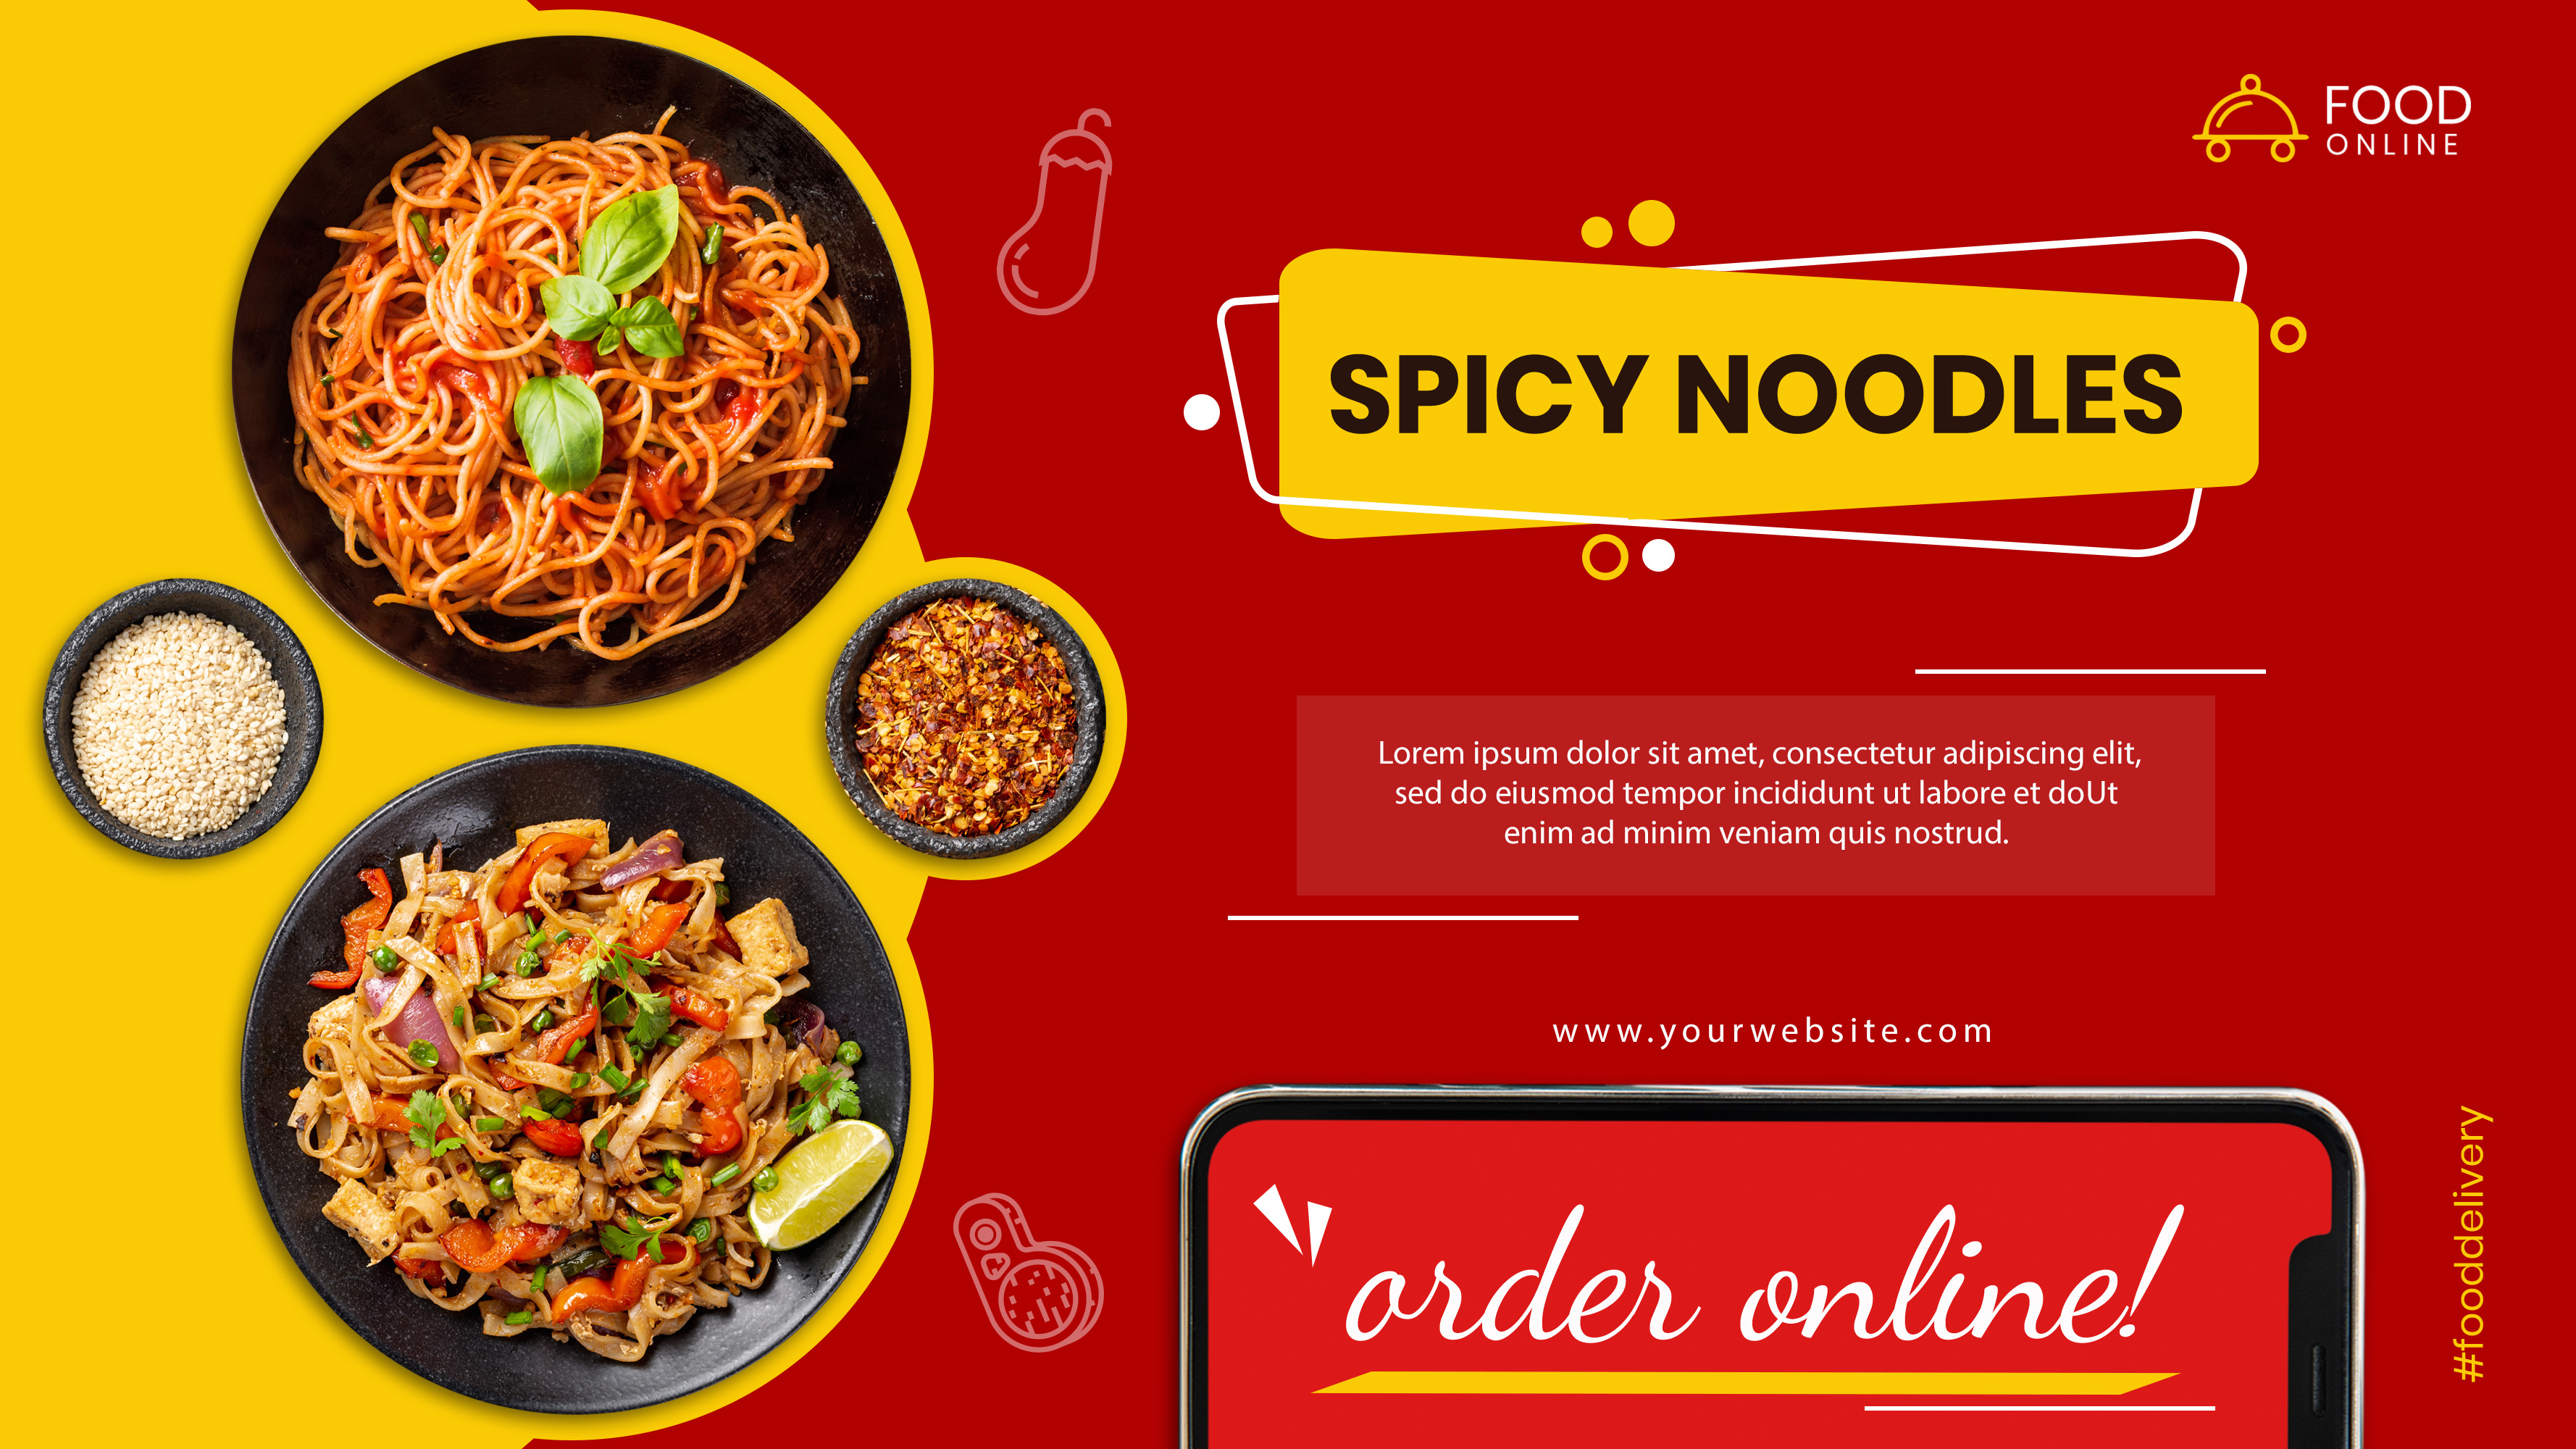 FOOD
ONLINE
SPICY NOODLES
Lorem ipsum dolor sit amet, consectetur adipiscing elit,
sed do eiusmod tempor incididunt ut labore et doUt
enim ad minim veniam quis nostrud.
www.yourwebsite.com
order online!
#fooddelivery